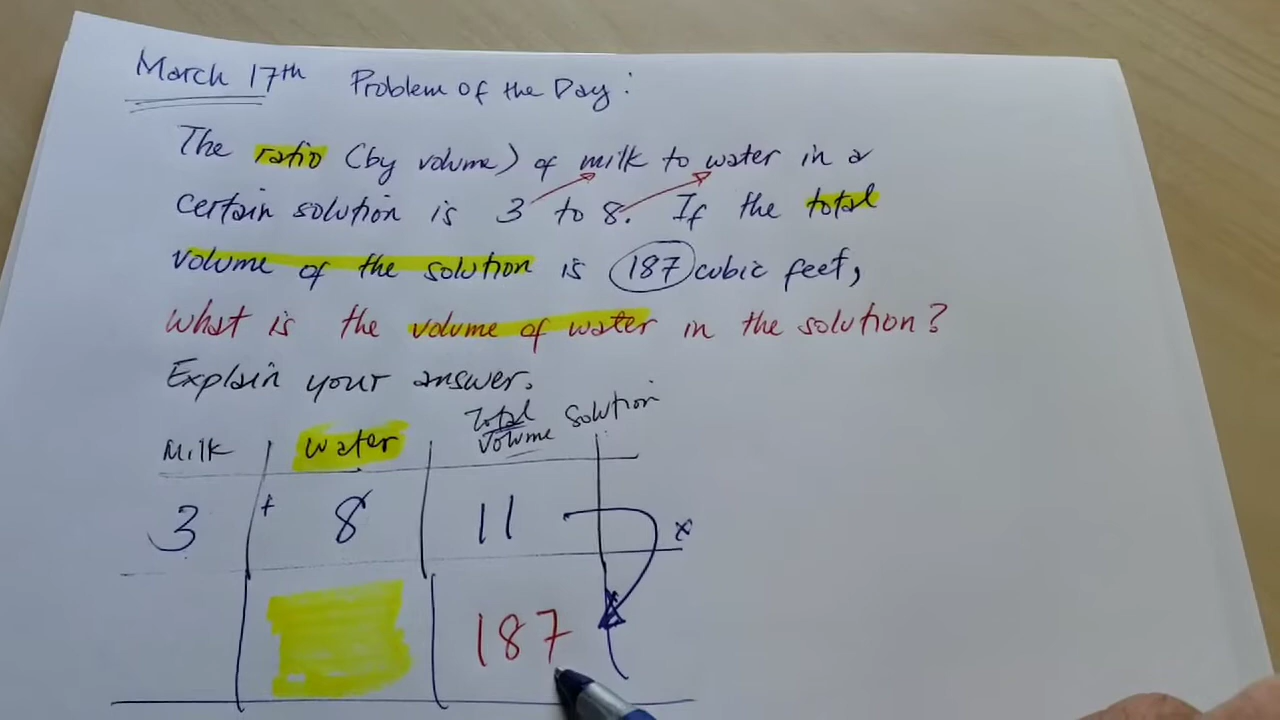 March 17th Problem of the Day:
The ratio (by volume) of milk to water in a
certain solution is 3 to 8. If the total
volume of the solution is 187 cubic feet,
what is the volume of water in the solution?
Explain your answer.
Milk Water Total Volume Solution
3 + 8 11 ×
187